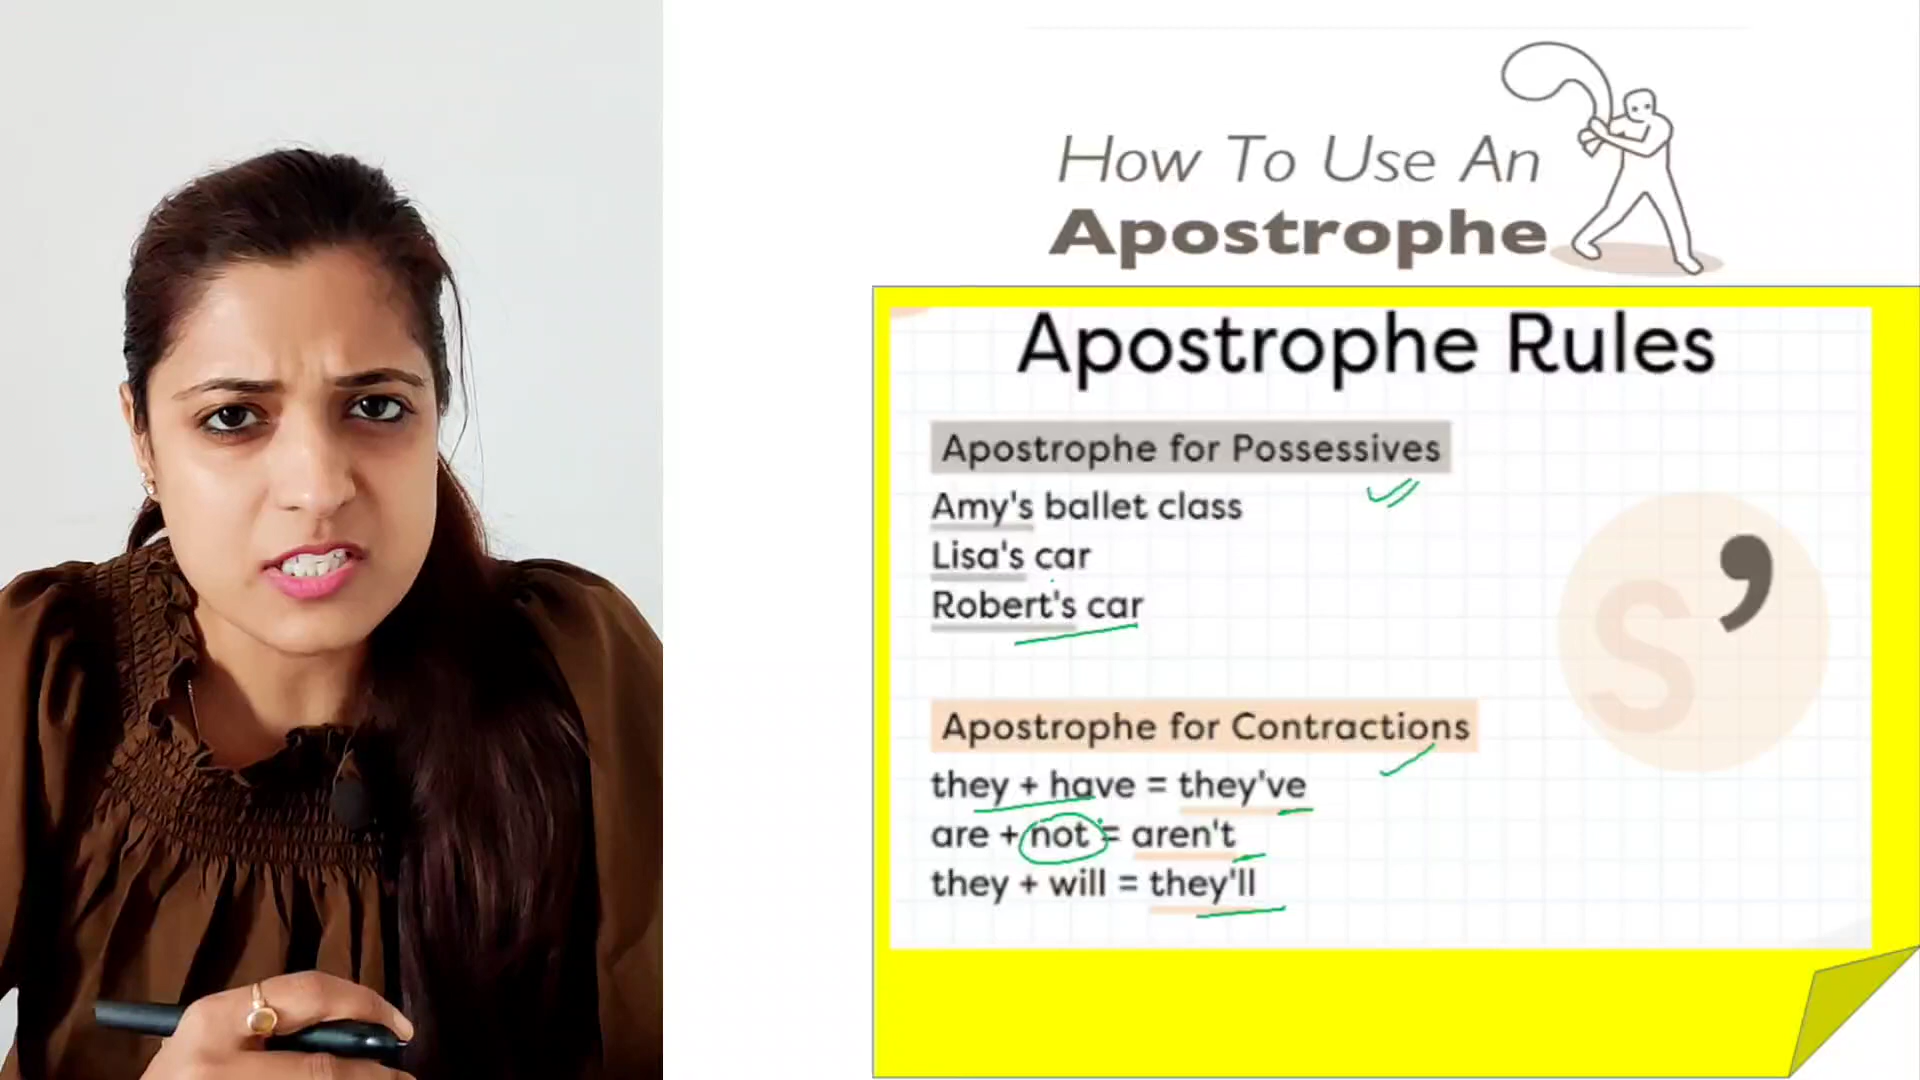 How To Use An
Apostrophe
Apostrophe Rules
Apostrophe for Possessives
Amy's ballet class
Lisa's car
Robert's car
s’
Apostrophe for Contractions
they + have = they've
are + not = aren't
they + will = they'll